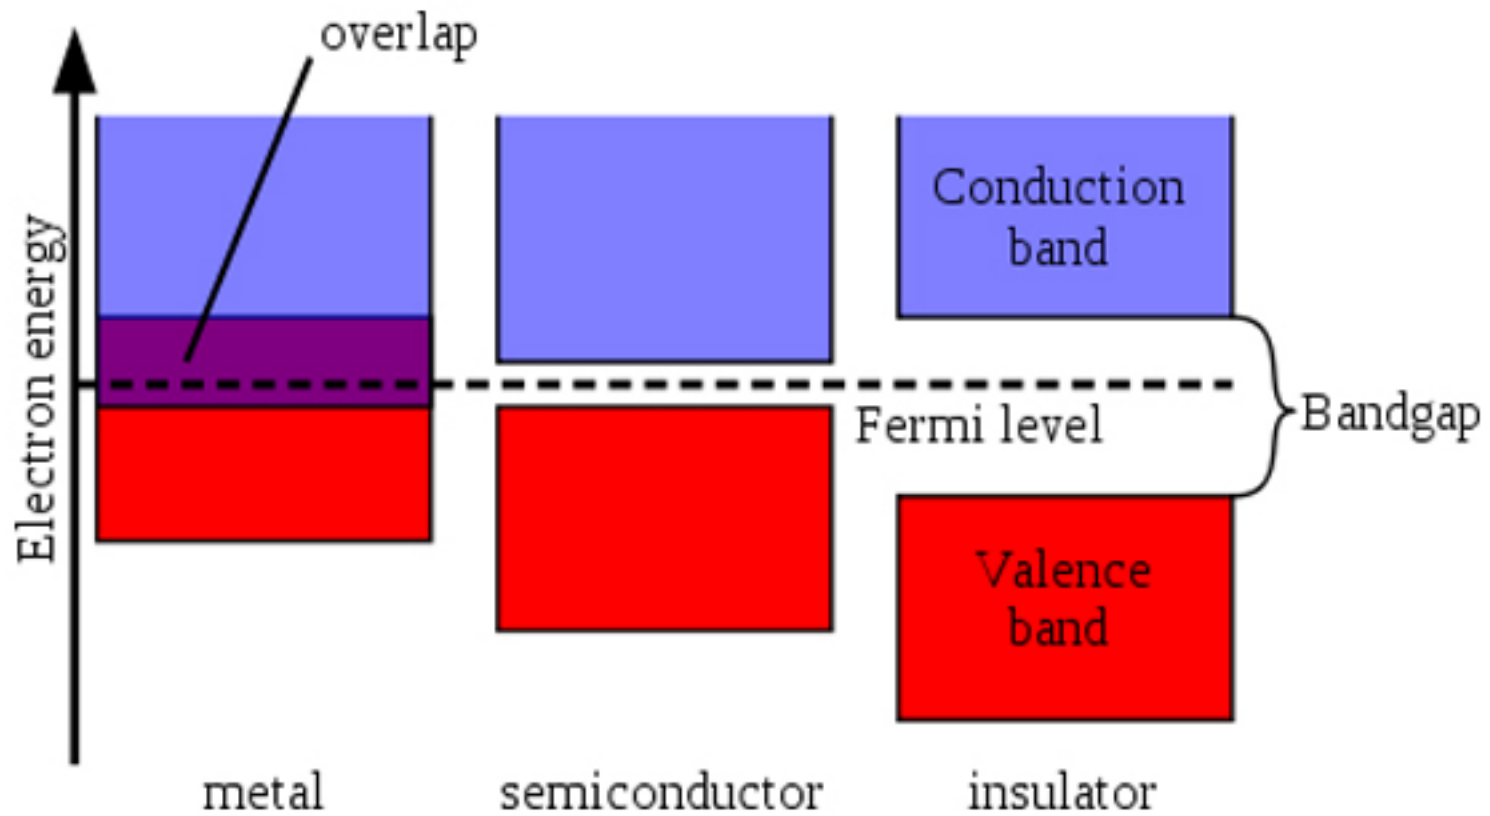 overlap
Conduction
band
Electron energy
Fermi level
Bandgap
Valence
band
metal
semiconductor
insulator